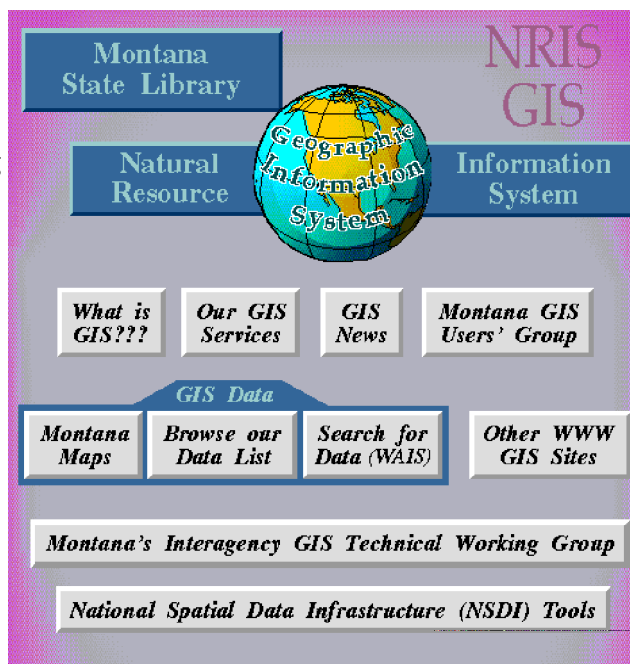 Montana
State Library
NRIS
GIS
Natural
Resource
Geographic
Information
System
Information
System
What is
GIS???
Our GIS
Services
GIS
News
Montana GIS
Users' Group
GIS Data
Montana
Maps
Browse our
Data List
Search for
Data (WAIS)
Other WWW
GIS Sites
Montana's Interagency GIS Technical Working Group
National Spatial Data Infrastructure (NSDI) Tools